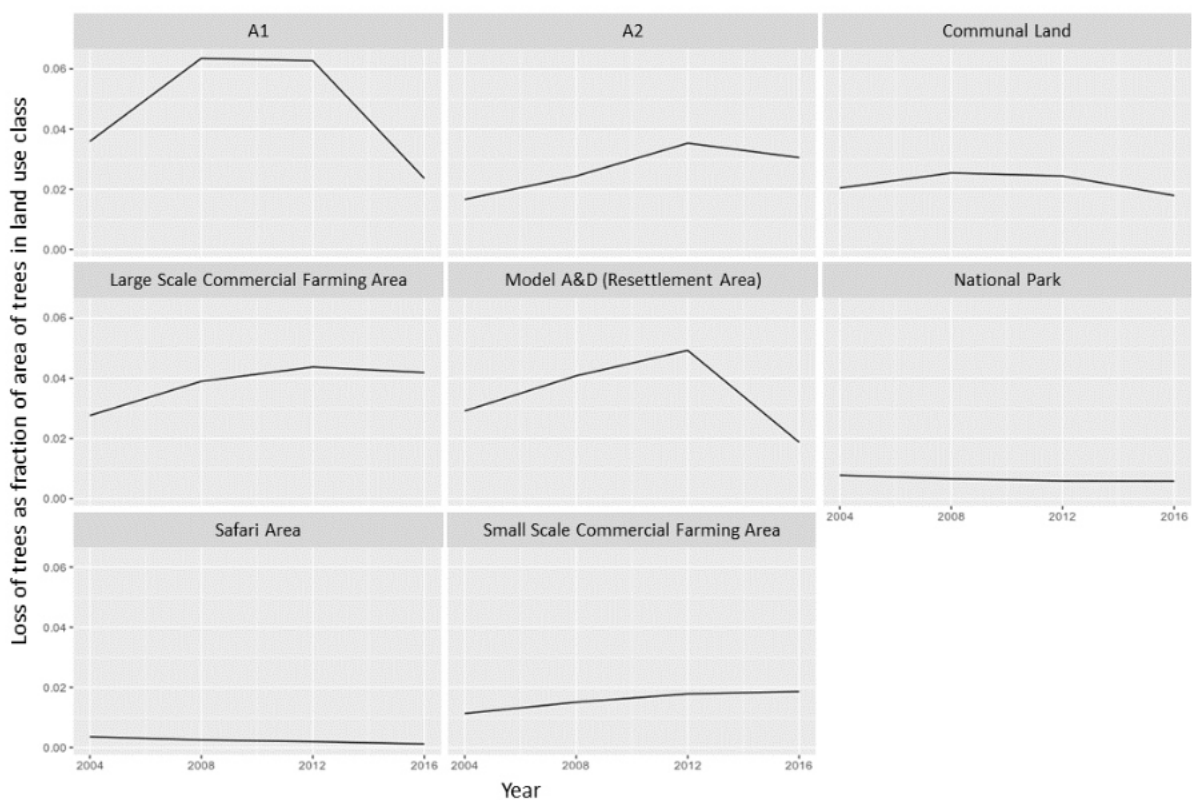 Loss of trees as fraction of area of trees in land use class
A1
A2
Communal Land
0.06
0.04
0.02
0.00
Large Scale Commercial Farming Area
Model A&D (Resettlement Area)
National Park
0.06
0.04
0.02
0.00
2004
2008
2012
2016
Safari Area
Small Scale Commercial Farming Area
0.06
0.04
0.02
0.00
2004
2008
2012
2016
2004
2008
2012
2016
Year